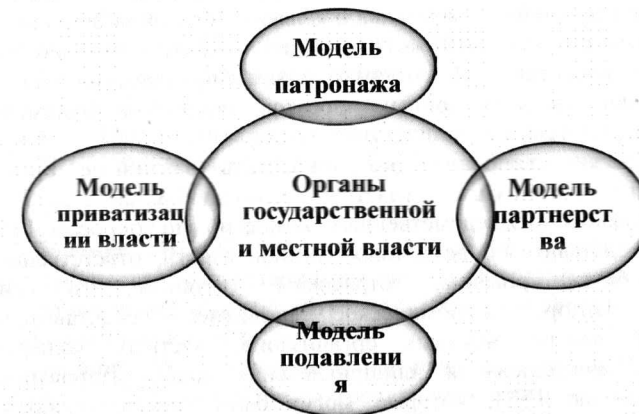 Модель
патронажа
Модель
приватизац
ии власти
Органы
государственной
и местной власти
Модель
партнерст
ва
Модель
подавлени
я